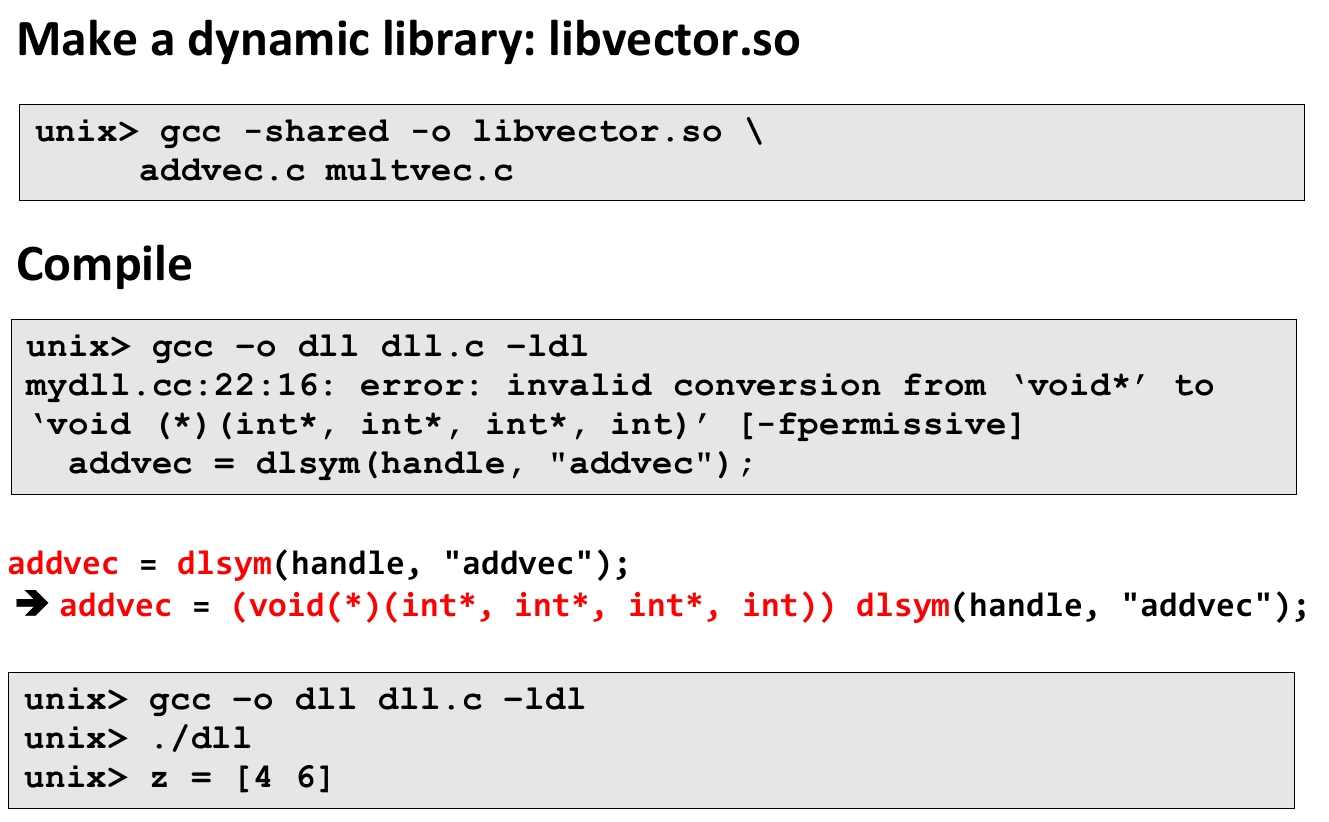 Make a dynamic library: libvector.so
unix> gcc -shared -o libvector.so \
addvec.c multvec.c
Compile
unix> gcc –o dll dll.c –ldl
mydll.cc:22:16: error: invalid conversion from ‘void*’ to
‘void (*)(int*, int*, int*, int)’ [-fpermissive]
addvec = dlsym(handle, "addvec");
addvec = dlsym(handle, "addvec");
➔ addvec = (void(*)(int*, int*, int*, int)) dlsym(handle, "addvec");
unix> gcc –o dll dll.c –ldl
unix> ./dll
unix> z = [4 6]